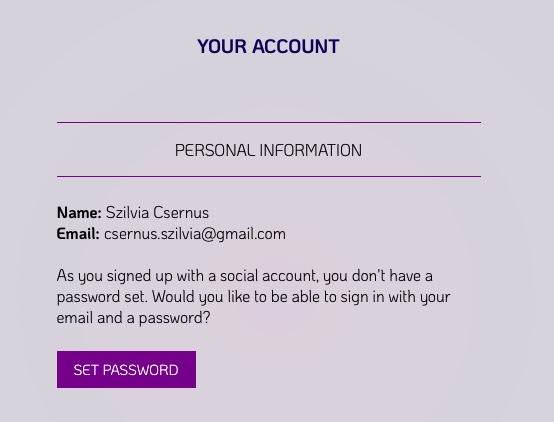 YOUR ACCOUNT
PERSONAL INFORMATION
Name: Szilvia Csernus
Email: csernus.szilvia@gmail.com
As you signed up with a social account, you don't have a
password set. Would you like to be able to sign in with your
email and a password?
SET PASSWORD